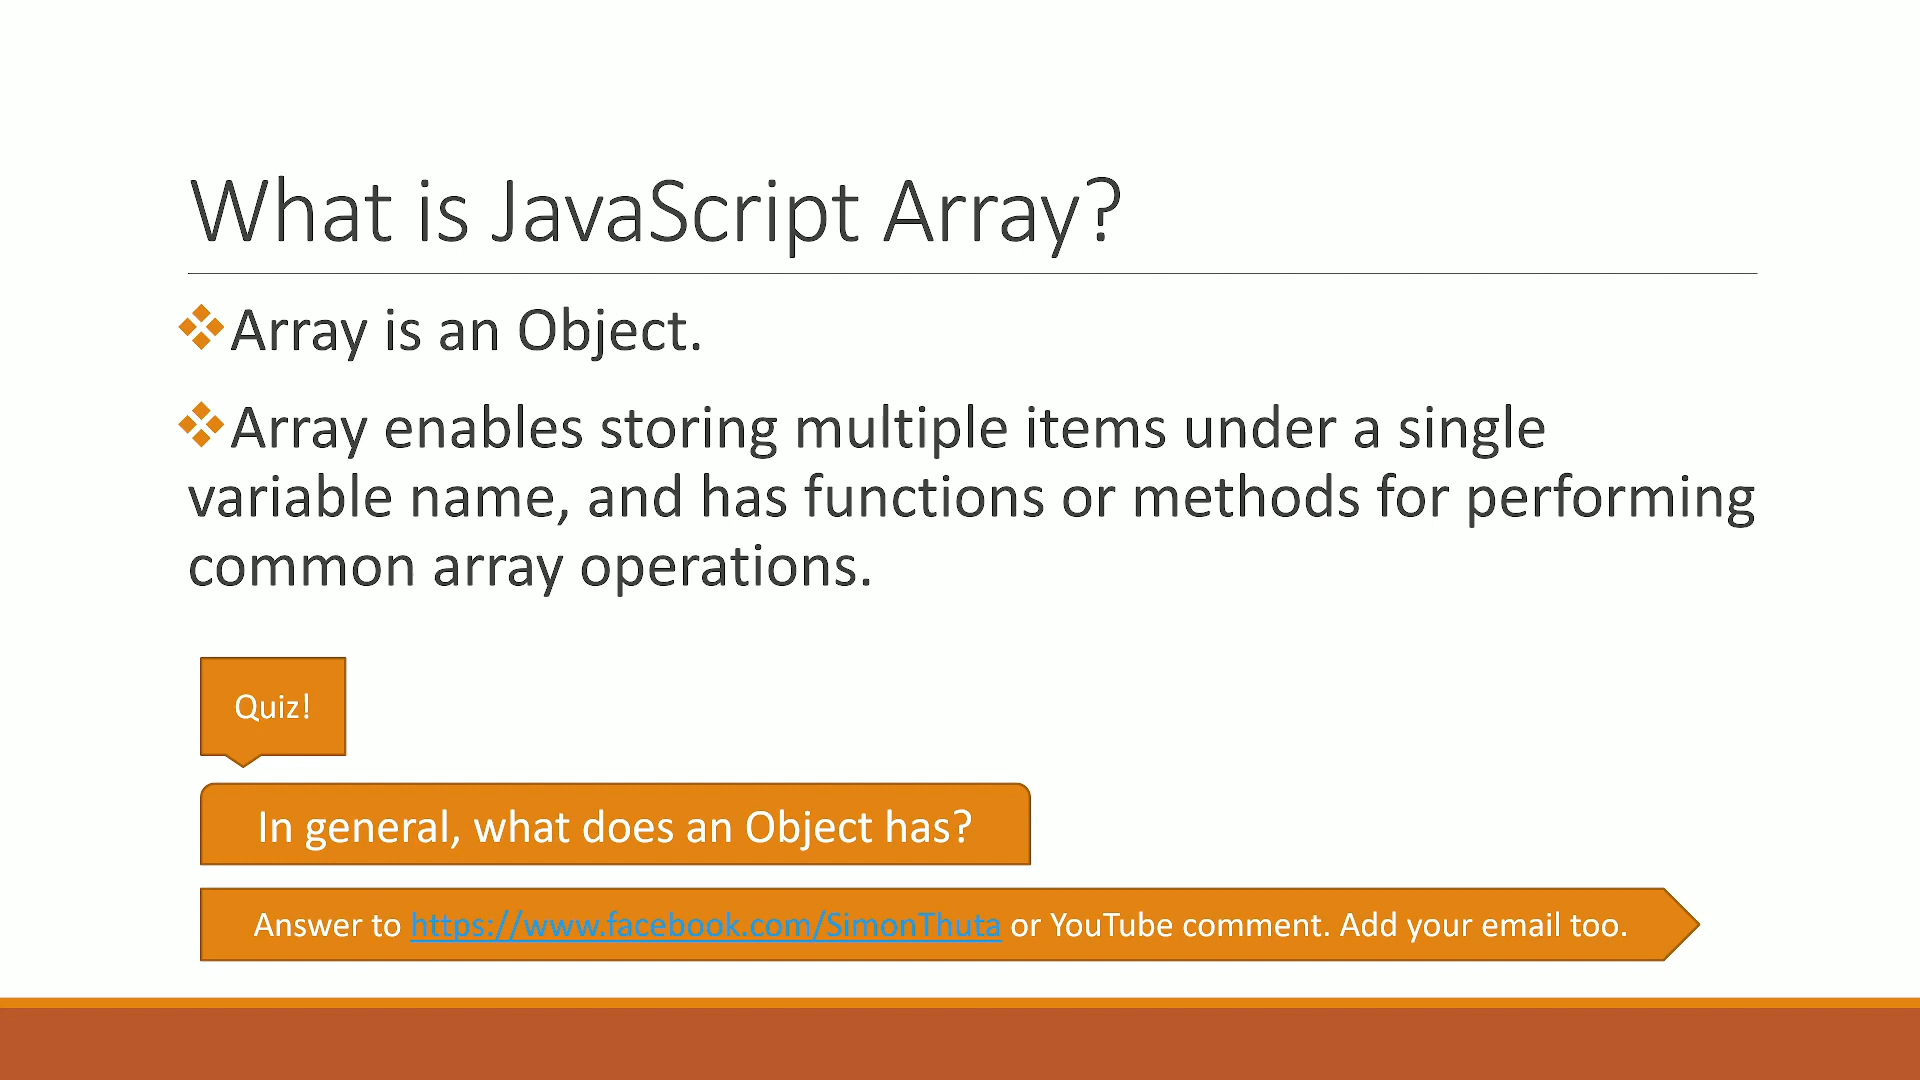 What is JavaScript Array?
Array is an Object.
Array enables storing multiple items under a single
variable name, and has functions or methods for performing
common array operations.
Quiz!
In general, what does an Object has?
Answer to https://www.facebook.com/SimonThuta or YouTube comment. Add your email too.